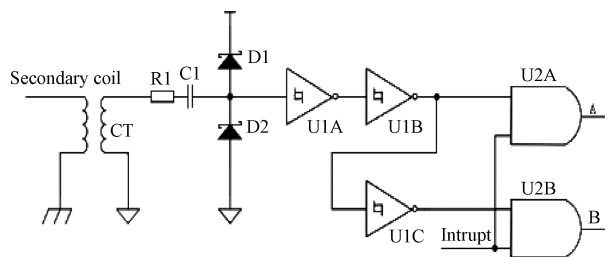 Secondary coil
CT
R1
C1
D1
D2
U1A
U1B
U1C
U2A
A
U2B
B
Intrupt